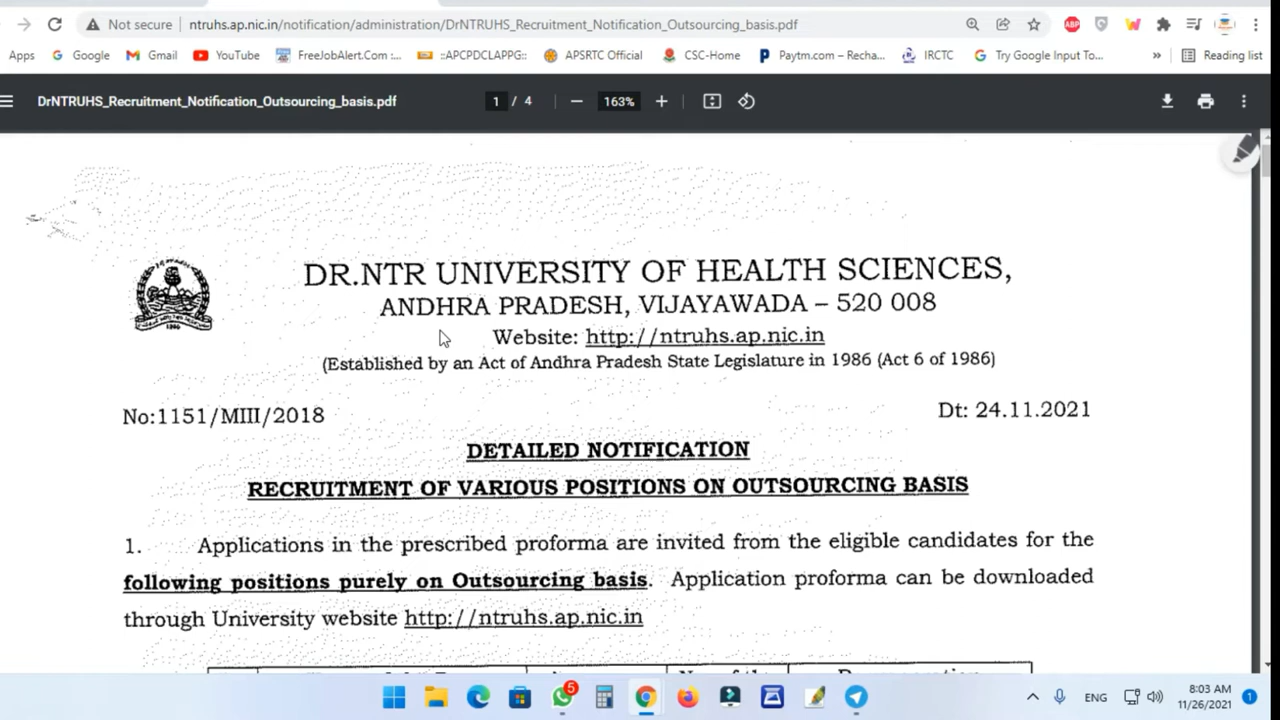 Not secure
ntruhs.ap.nic.in/notification/administration/DrNTRUHS_Recruitment_Notification_Outsourcing_basis.pdf
Apps Google Gmail YouTube FreeJobAlert.Com :... ::APCPDCLAPPG:: APSRTC Official CSC-Home Paytm.com – Recha... IRCTC Try Google Input To... » Reading list
DrNTRUHS_Recruitment_Notification_Outsourcing_basis.pdf 1 / 4 163%
DR.NTR UNIVERSITY OF HEALTH SCIENCES,
ANDHRA PRADESH, VIJAYAWADA – 520 008
Website: http://ntruhs.ap.nic.in
(Established by an Act of Andhra Pradesh State Legislature in 1986 (Act 6 of 1986)
No:1151/MIII/2018 Dt: 24.11.2021
DETAILED NOTIFICATION
RECRUITMENT OF VARIOUS POSITIONS ON OUTSOURCING BASIS
1. Applications in the prescribed proforma are invited from the eligible candidates for the
following positions purely on Outsourcing basis. Application proforma can be downloaded
through University website http://ntruhs.ap.nic.in
5
ENG
8:03 AM
11/26/2021
1